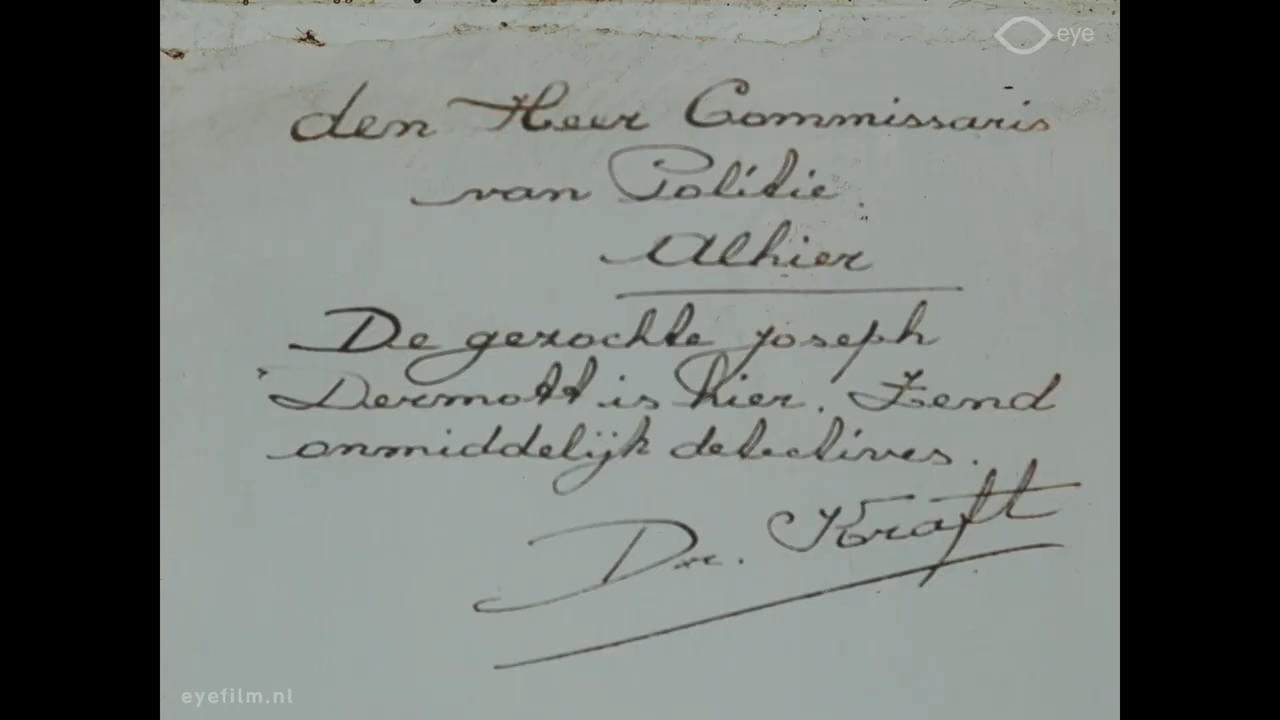 eye
den Heer Commissaris
van Politie.
Alhier
De gezochte joseph
Dermott is hier. Zend
onmiddelijk detectives.
Dr. Kraft
eyefilm.nl